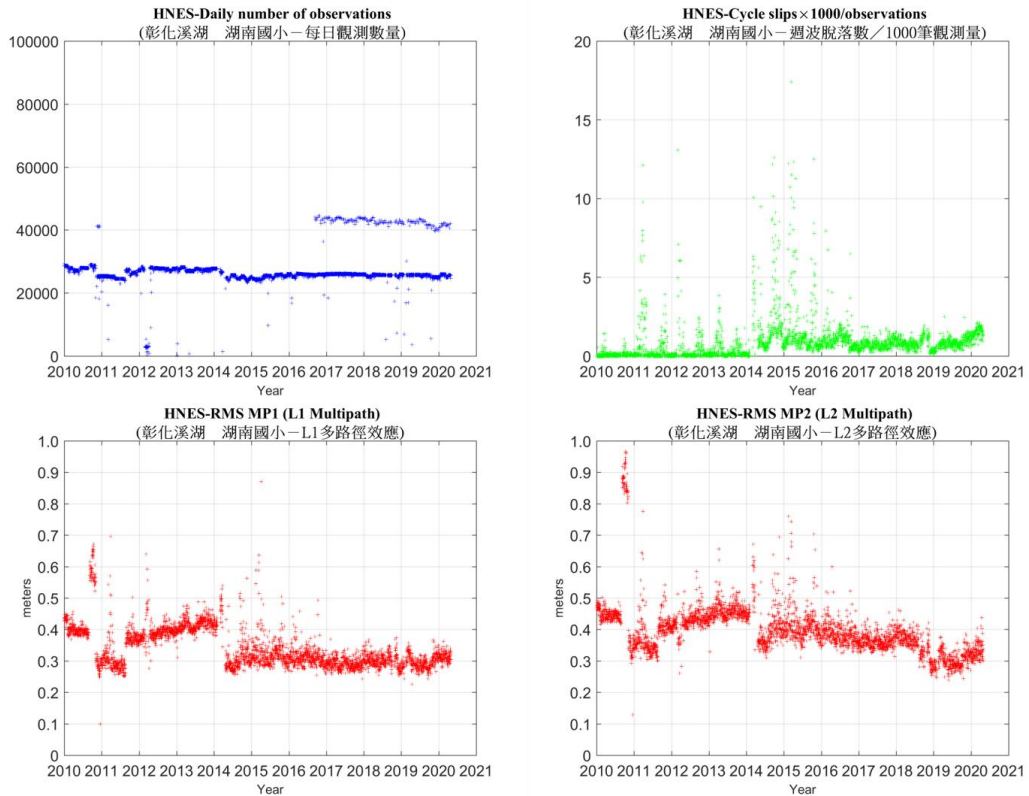 HNES-Daily number of observations
(彰化溪湖　湖南國小－每日觀測數量)
100000
80000
60000
40000
20000
0
2010 2011 2012 2013 2014 2015 2016 2017 2018 2019 2020 2021
Year
HNES-Cycle slips×1000/observations
(彰化溪湖　湖南國小－週波脫落數／1000筆觀測量)
20
15
10
5
0
2010 2011 2012 2013 2014 2015 2016 2017 2018 2019 2020 2021
Year
HNES-RMS MP1 (L1 Multipath)
(彰化溪湖　湖南國小－L1多路徑效應)
meters
1.0
0.9
0.8
0.7
0.6
0.5
0.4
0.3
0.2
0.1
0
2010 2011 2012 2013 2014 2015 2016 2017 2018 2019 2020 2021
Year
HNES-RMS MP2 (L2 Multipath)
(彰化溪湖　湖南國小－L2多路徑效應)
meters
1.0
0.9
0.8
0.7
0.6
0.5
0.4
0.3
0.2
0.1
0
2010 2011 2012 2013 2014 2015 2016 2017 2018 2019 2020 2021
Year